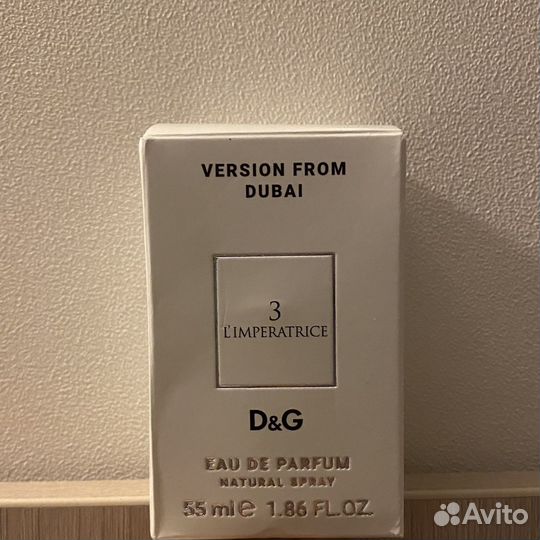 VERSION FROM
DUBAI
3
L'IMPERATRICE
D&G
EAU DE PARFUM
NATURAL SPRAY
55 ml e 1.86 FL.OZ.
Avito